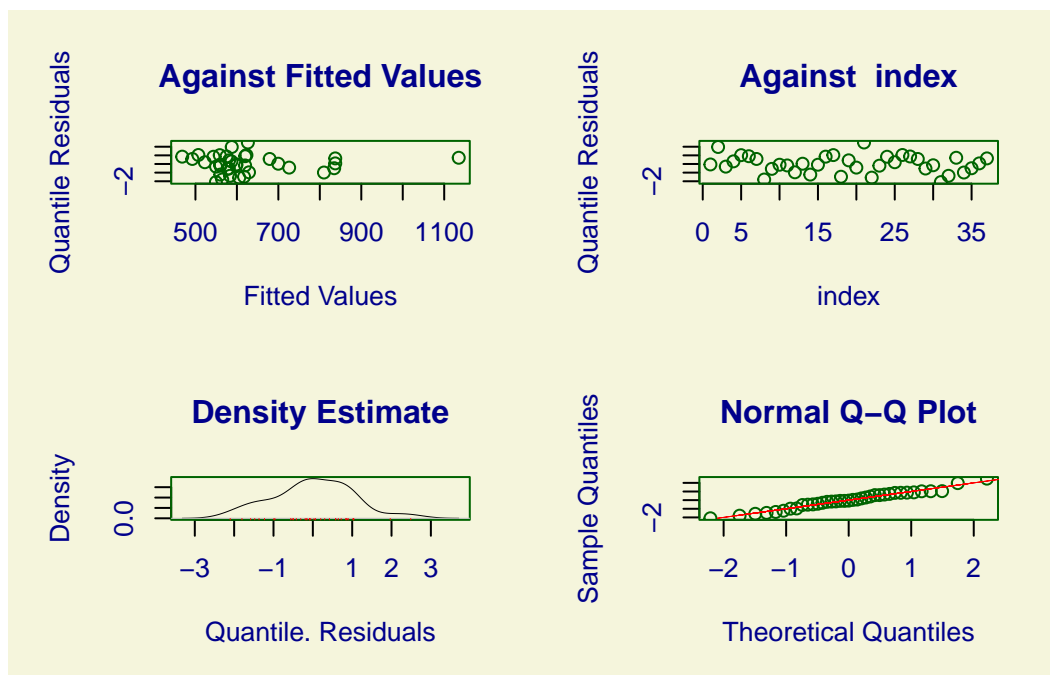 Against Fitted Values
Quantile Residuals
−2
500 700 900 1100
Fitted Values
Against  index
Quantile Residuals
−2
0 5 15 25 35
index
Density Estimate
Density
0.0
−3 −1 1 2 3
Quantile. Residuals
Normal Q−Q Plot
Sample Quantiles
−2
−2 −1 0 1 2
Theoretical Quantiles